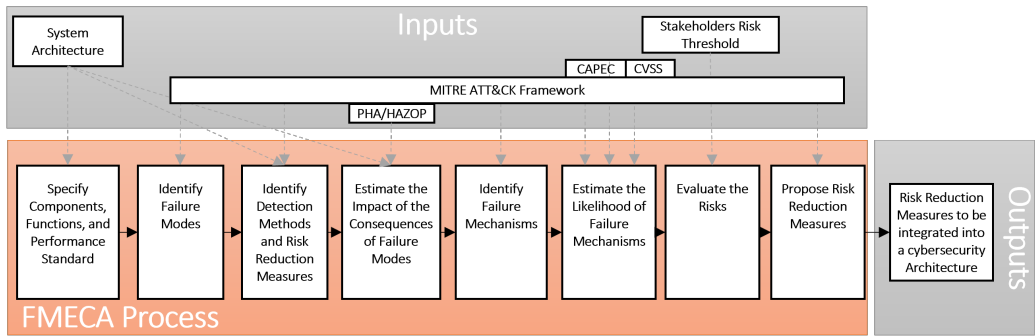 Inputs
System
Architecture
Stakeholders Risk
Threshold
CAPEC
CVSS
MITRE ATT&CK Framework
PHA/HAZOP
Specify
Components,
Functions, and
Performance
Standard
Identify
Failure
Modes
Identify
Detection
Methods
and Risk
Reduction
Measures
Estimate the
Impact of the
Consequences
of Failure
Modes
Identify
Failure
Mechanisms
Estimate the
Likelihood of
Failure
Mechanisms
Evaluate the
Risks
Propose Risk
Reduction
Measures
FMECA Process
Risk Reduction
Measures to be
integrated into
a cybersecurity
Architecture
Outputs